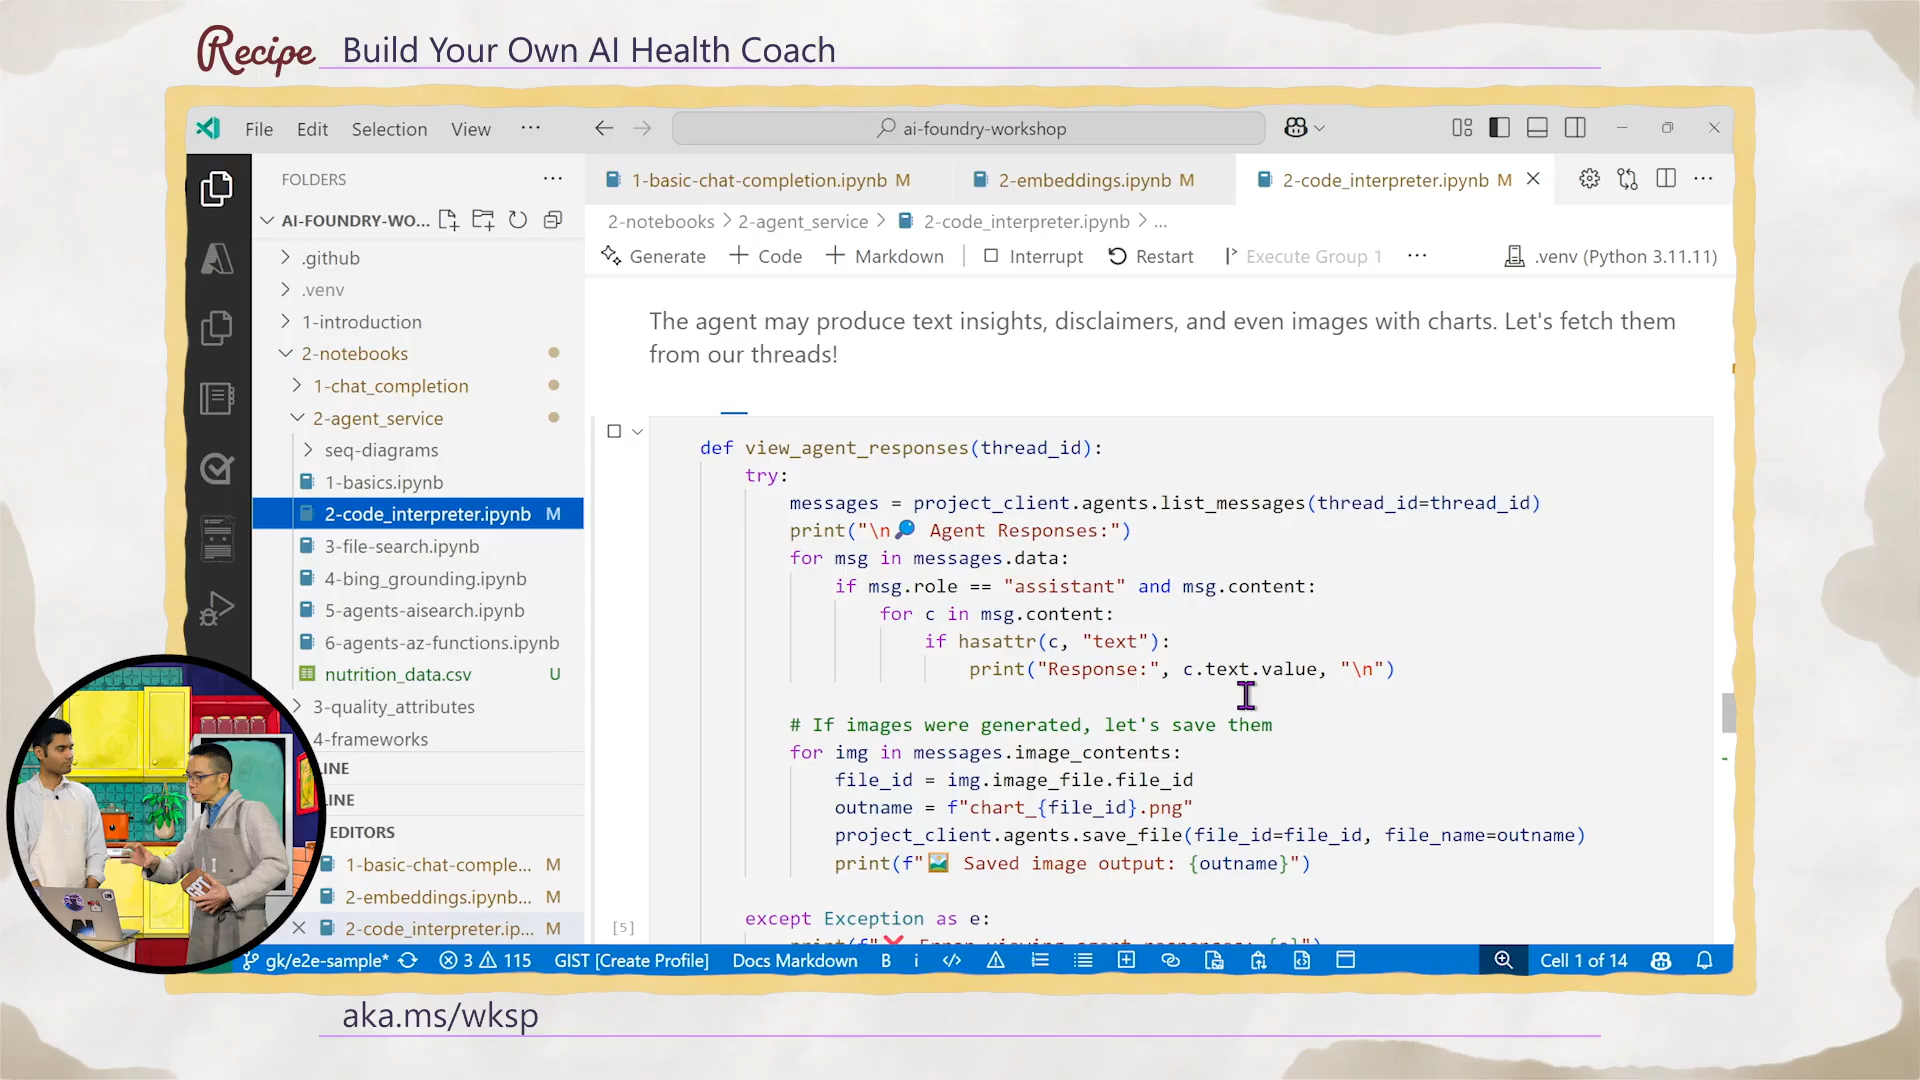 Recipe Build Your Own AI Health Coach
File Edit Selection View ... ai-foundry-workshop
FOLDERS ...
AI-FOUNDRY-WO...
.github
.venv
1-introduction
2-notebooks
1-chat_completion
2-agent_service
seq-diagrams
1-basics.ipynb
2-code_interpreter.ipynb M
3-file-search.ipynb
4-bing_grounding.ipynb
5-agents-aisearch.ipynb
6-agents-az-functions.ipynb
nutrition_data.csv U
3-quality_attributes
4-frameworks
LINE
LINE
EDITORS
1-basic-chat-comple... M
2-embeddings.ipynb... M
2-code_interpreter.ip... M
1-basic-chat-completion.ipynb M 2-embeddings.ipynb M 2-code_interpreter.ipynb M ...
2-notebooks > 2-agent_service > 2-code_interpreter.ipynb > ...
Generate + Code + Markdown Interrupt Restart Execute Group 1 ... .venv (Python 3.11.11)
The agent may produce text insights, disclaimers, and even images with charts. Let's fetch them
from our threads!
def view_agent_responses(thread_id):
try:
messages = project_client.agents.list_messages(thread_id=thread_id)
print("\n🔎 Agent Responses:")
for msg in messages.data:
if msg.role == "assistant" and msg.content:
for c in msg.content:
if hasattr(c, "text"):
print("Response:", c.text.value, "\n")
# If images were generated, let's save them
for img in messages.image_contents:
file_id = img.image_file.file_id
outname = f"chart_{file_id}.png"
project_client.agents.save_file(file_id=file_id, file_name=outname)
print(f"🖼️ Saved image output: {outname}")
except Exception as e:
print(f"❌ Error viewing agent responses: {e}")
[5]
gk/e2e-sample* 3 115 GIST [Create Profile] Docs Markdown B i </> Cell 1 of 14
aka.ms/wksp